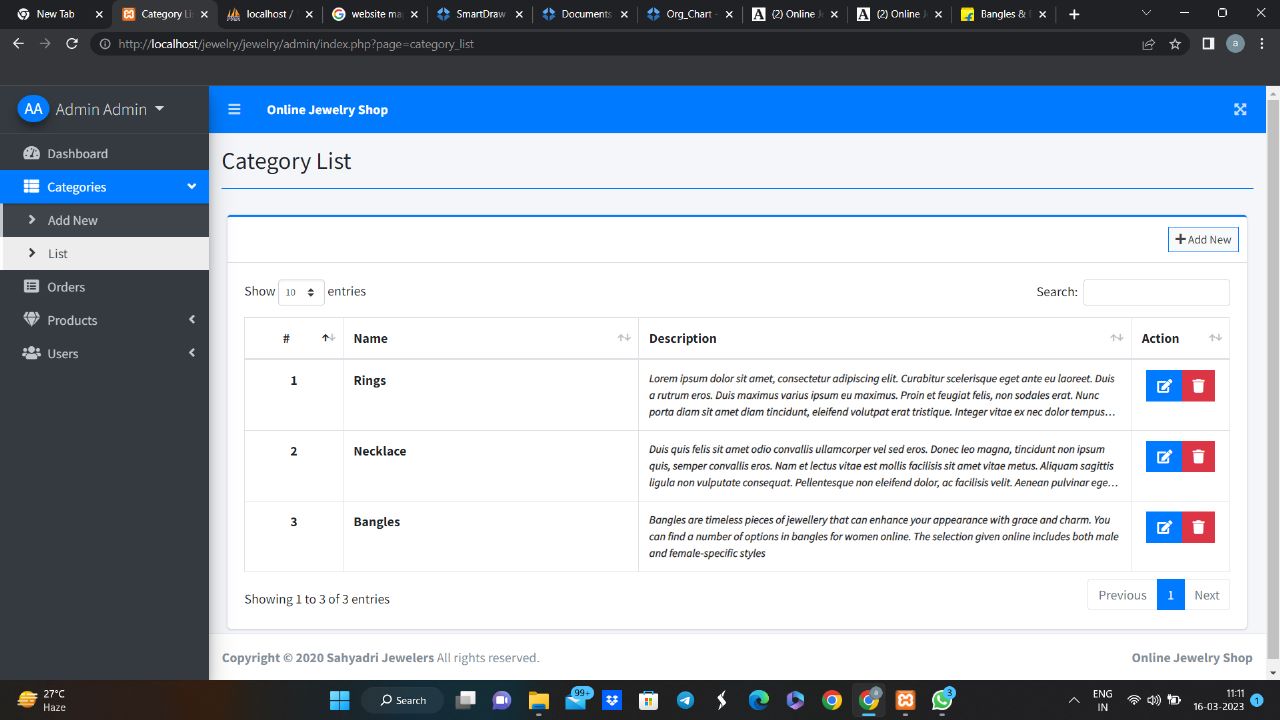 New Tab
Category Li
localhost /
website ma
SmartDraw
Documents
Org_Chart -
(2) Online
(2) Online J
Bangles & 
http://localhost/jewelry/jewelry/admin/index.php?page=category_list
a
AA Admin Admin
Online Jewelry Shop
Dashboard
Categories
Add New
List
Orders
Products
Users
Category List
Add New
Show 10 entries
Search:
# Name Description Action
1 Rings
Lorem ipsum dolor sit amet, consectetur adipiscing elit. Curabitur scelerisque eget ante eu laoreet. Duis
a rutrum eros. Duis maximus varius ipsum eu maximus. Proin et feugiat felis, non sodales erat. Nunc
porta diam sit amet diam tincidunt, eleifend volutpat erat tristique. Integer vitae ex nec dolor tempus…
2 Necklace
Duis quis felis sit amet odio convallis ullamcorper vel sed eros. Donec leo magna, tincidunt non ipsum
quis, semper convallis eros. Nam et lectus vitae est mollis facilisis sit amet vitae metus. Aliquam sagittis
ligula non vulputate consequat. Pellentesque non eleifend dolor, ac facilisis velit. Aenean pulvinar ege…
3 Bangles
Bangles are timeless pieces of jewellery that can enhance your appearance with grace and charm. You
can find a number of options in bangles for women online. The selection given online includes both male
and female-specific styles
Showing 1 to 3 of 3 entries
Previous 1 Next
Copyright © 2020 Sahyadri Jewelers All rights reserved.
Online Jewelry Shop
27°C
Haze
Search
99+
3
ENG
IN
11:11
16-03-2023
1